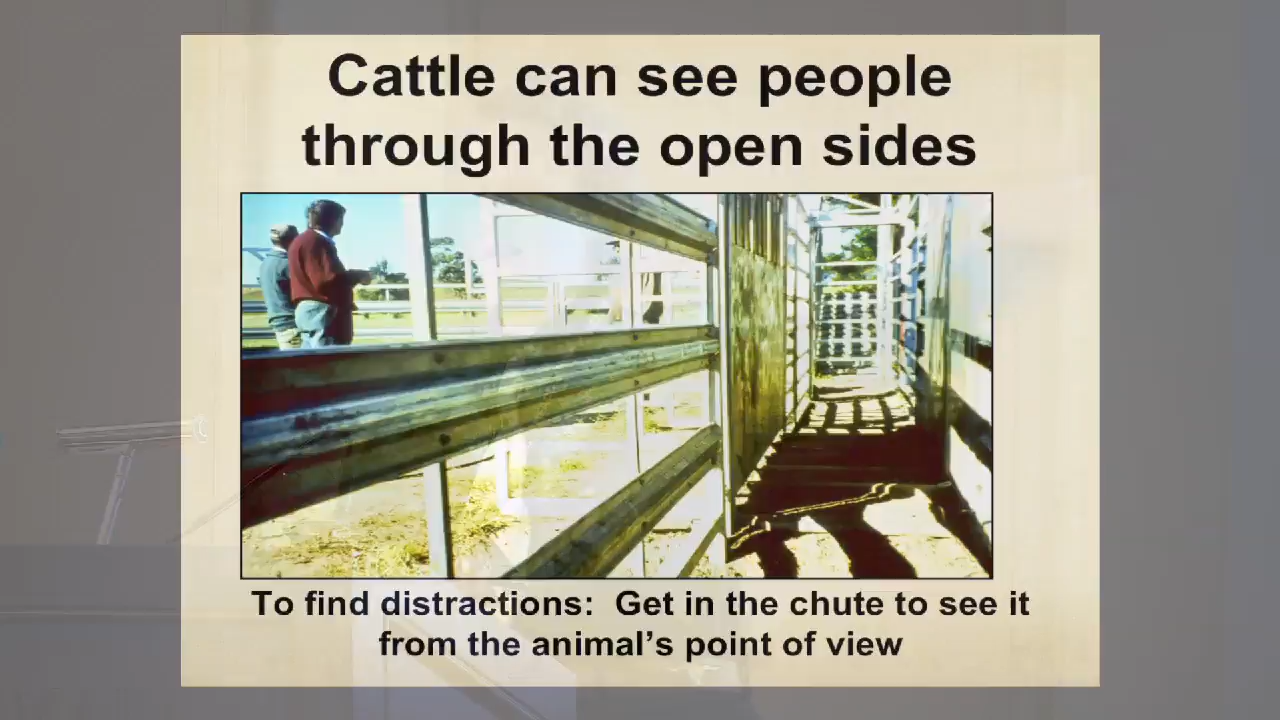 Cattle can see people
through the open sides
To find distractions:  Get in the chute to see it
from the animal's point of view